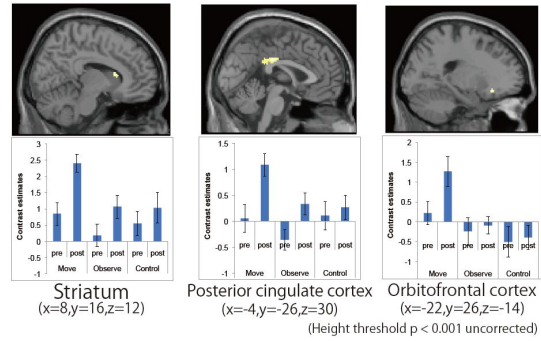 Contrast estimates
3
2.5
2
1.5
1
0.5
0
-0.5
-1
pre post pre post pre post
Move Observe Control
Striatum
(x=8,y=16,z=12)
Contrast estimates
1.5
1
0.5
0
-0.5
-1
pre post pre post pre post
Move Observe Control
Posterior cingulate cortex
(x=-4,y=-26,z=30)
Contrast estimates
2
1.5
1
0.5
0
-0.5
-1
pre post pre post pre post
Move Observe Control
Orbitofrontal cortex
(x=-22,y=26,z=-14)
(Height threshold p < 0.001 uncorrected)